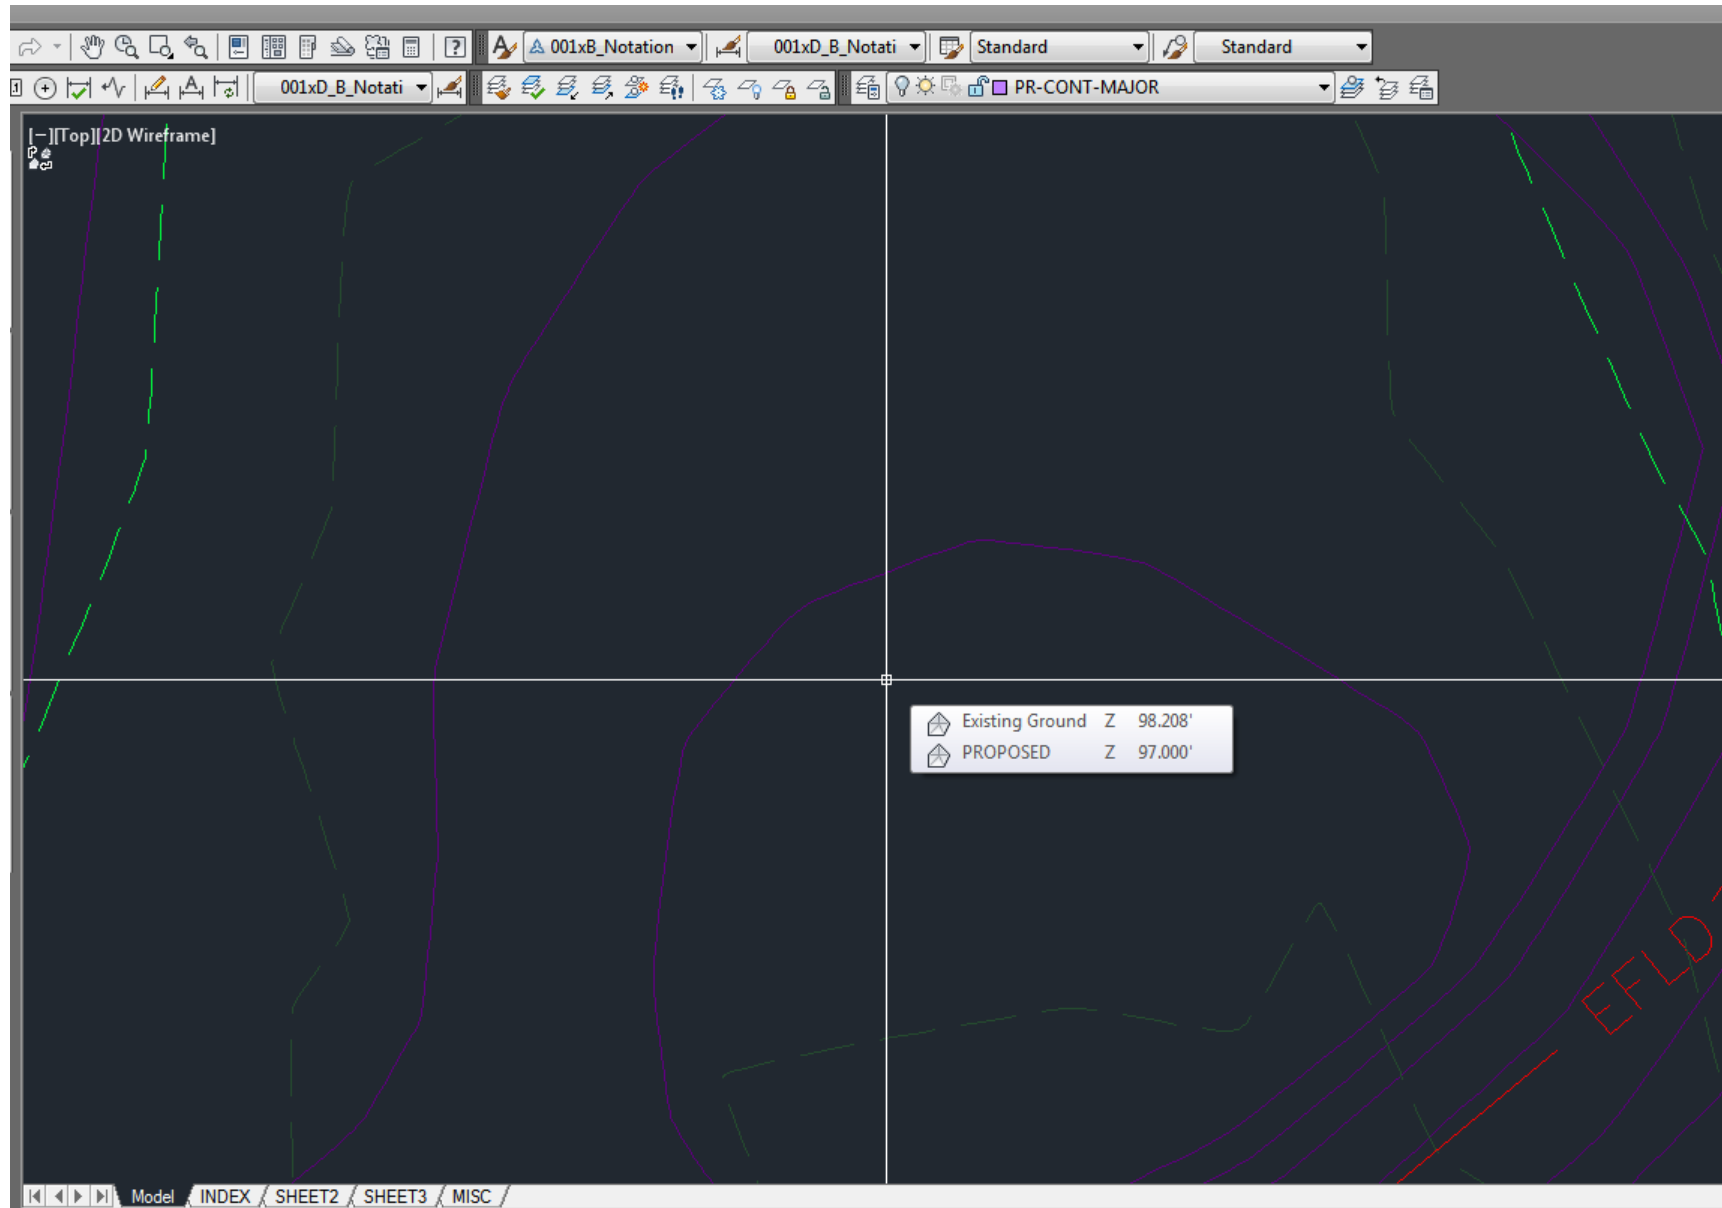 001xB_Notation 001xD_B_Notati Standard Standard
001xD_B_Notati PR-CONT-MAJOR
[−][Top][2D Wireframe]
Existing Ground Z 98.208'
PROPOSED Z 97.000'
EFLD
Model INDEX SHEET2 SHEET3 MISC